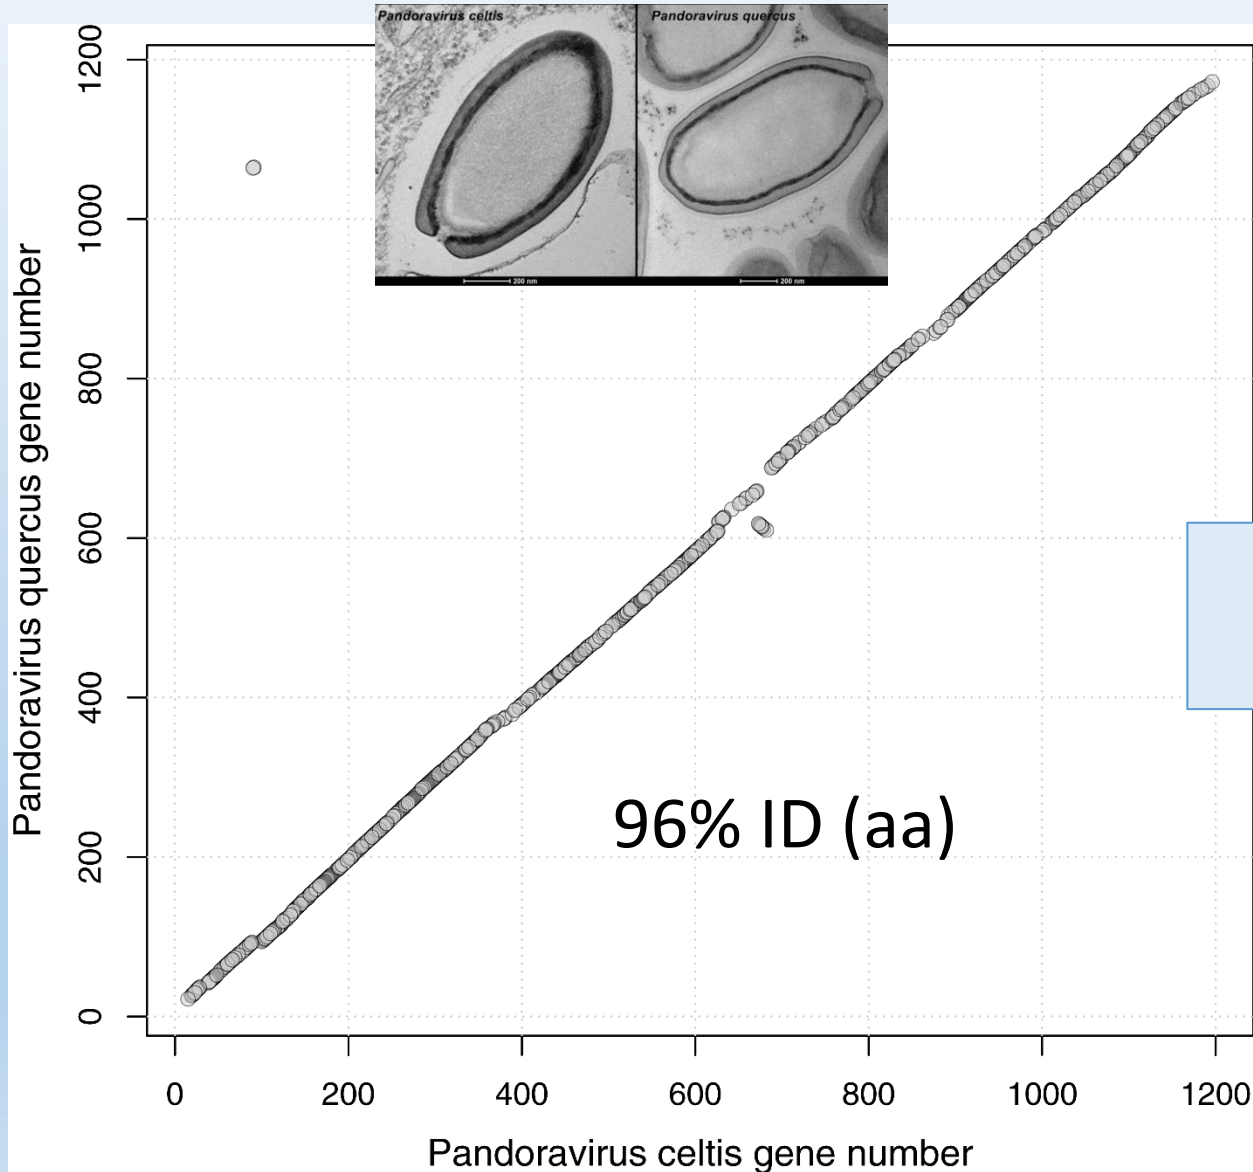 Pandoravirus celtis
Pandoravirus quercus
200 nm
200 nm
Pandoravirus quercus gene number
1200
1000
800
600
400
200
0
96% ID (aa)
0
200
400
600
800
1000
1200
Pandoravirus celtis gene number